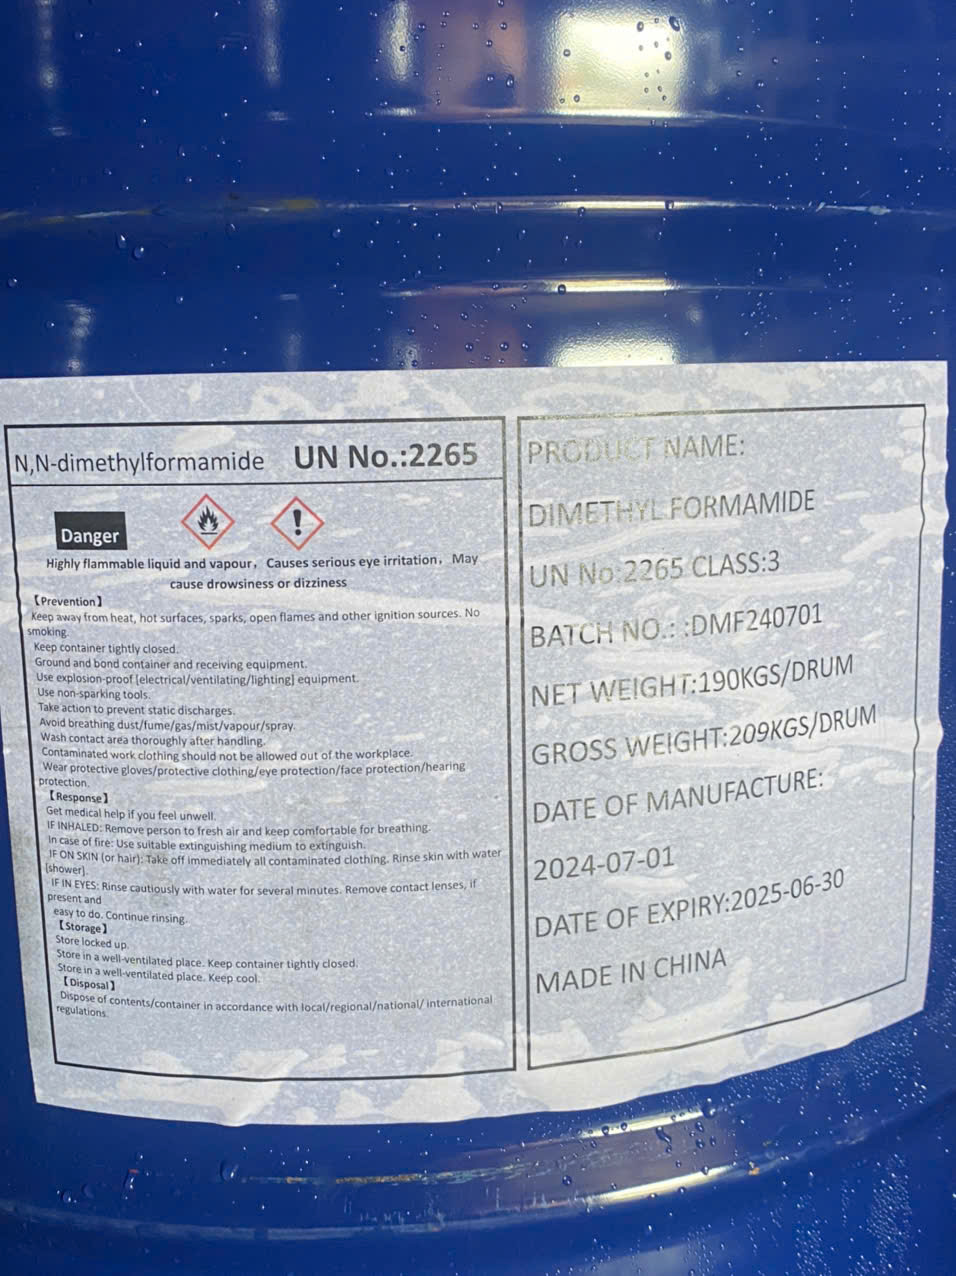 N,N-dimethylformamide UN No.:2265
Danger
Highly flammable liquid and vapour, Causes serious eye irritation, May
cause drowsiness or dizziness
【Prevention】
Keep away from heat, hot surfaces, sparks, open flames and other ignition sources. No
smoking.
Keep container tightly closed.
Ground and bond container and receiving equipment.
Use explosion-proof [electrical/ventilating/lighting] equipment.
Use non-sparking tools.
Take action to prevent static discharges.
Avoid breathing dust/fume/gas/mist/vapour/spray.
Wash contact area thoroughly after handling.
Contaminated work clothing should not be allowed out of the workplace.
Wear protective gloves/protective clothing/eye protection/face protection/hearing
protection.
【Response】
Get medical help if you feel unwell.
IF INHALED: Remove person to fresh air and keep comfortable for breathing.
In case of fire: Use suitable extinguishing medium to extinguish.
IF ON SKIN (or hair): Take off immediately all contaminated clothing. Rinse skin with water
[shower].
IF IN EYES: Rinse cautiously with water for several minutes. Remove contact lenses, if
present and
easy to do. Continue rinsing.
【Storage】
Store locked up.
Store in a well-ventilated place. Keep container tightly closed.
Store in a well-ventilated place. Keep cool.
【Disposal】
Dispose of contents/container in accordance with local/regional/national/ international
regulations.
PRODUCT NAME:
DIMETHYL FORMAMIDE
UN No:2265 CLASS:3
BATCH NO.: :DMF240701
NET WEIGHT:190KGS/DRUM
GROSS WEIGHT:209KGS/DRUM
DATE OF MANUFACTURE:
2024-07-01
DATE OF EXPIRY:2025-06-30
MADE IN CHINA